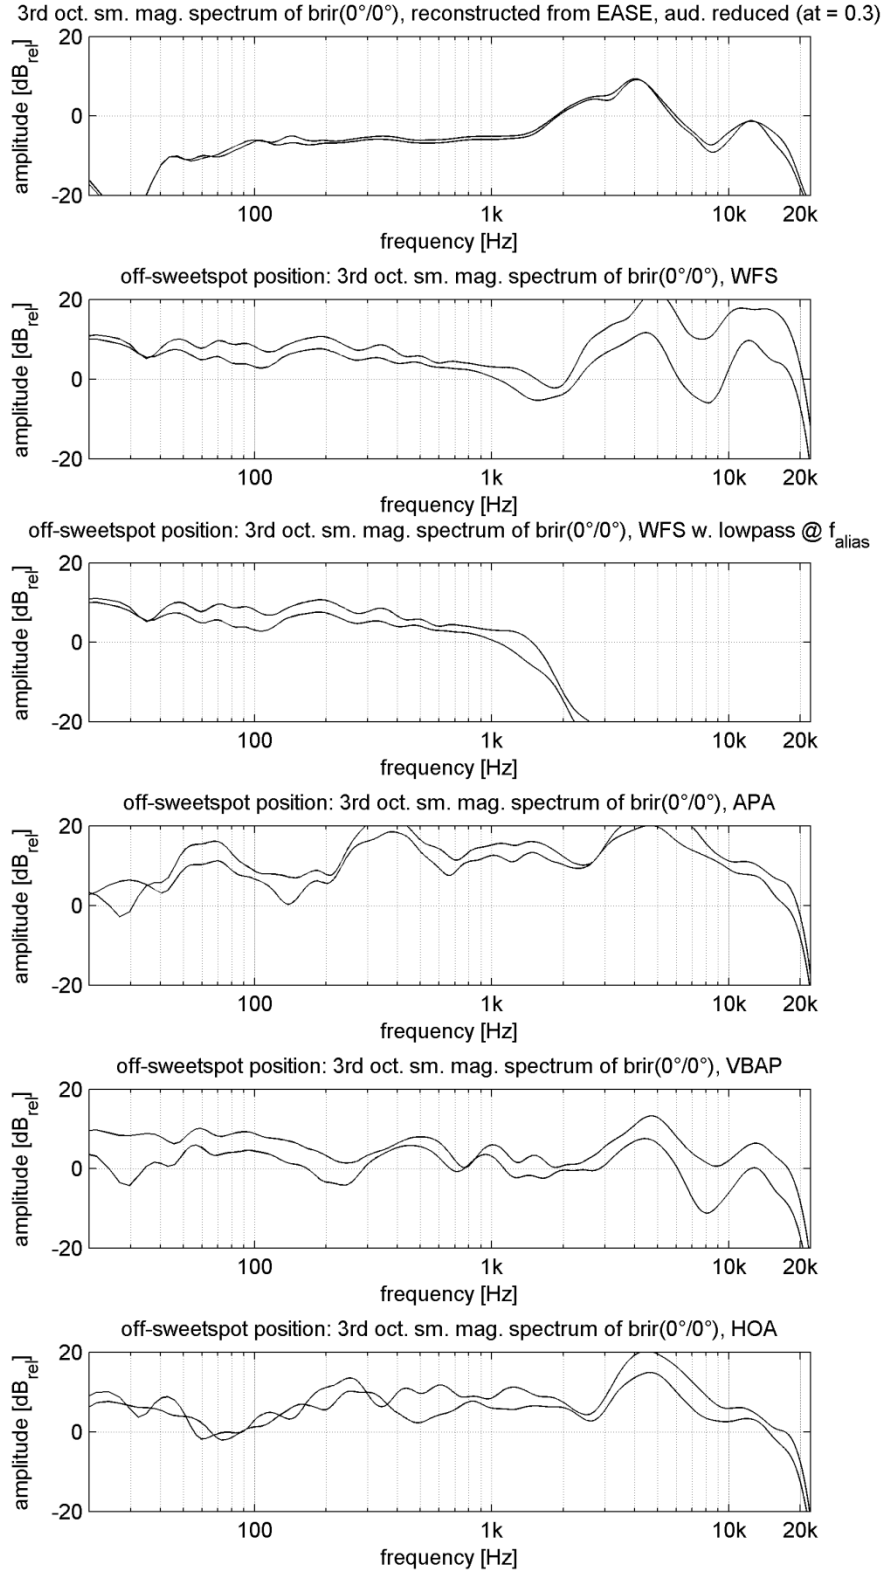 3rd oct. sm. mag. spectrum of brir(0°/0°), reconstructed from EASE, aud. reduced (at = 0.3)
20
0
-20
amplitude [dBrel]
100 1k 10k 20k
frequency [Hz]
off-sweetspot position: 3rd oct. sm. mag. spectrum of brir(0°/0°), WFS
20
0
-20
amplitude [dBrel]
100 1k 10k 20k
frequency [Hz]
off-sweetspot position: 3rd oct. sm. mag. spectrum of brir(0°/0°), WFS w. lowpass @ falias
20
0
-20
amplitude [dBrel]
100 1k 10k 20k
frequency [Hz]
off-sweetspot position: 3rd oct. sm. mag. spectrum of brir(0°/0°), APA
20
0
-20
amplitude [dBrel]
100 1k 10k 20k
frequency [Hz]
off-sweetspot position: 3rd oct. sm. mag. spectrum of brir(0°/0°), VBAP
20
0
-20
amplitude [dBrel]
100 1k 10k 20k
frequency [Hz]
off-sweetspot position: 3rd oct. sm. mag. spectrum of brir(0°/0°), HOA
20
0
-20
amplitude [dBrel]
100 1k 10k 20k
frequency [Hz]